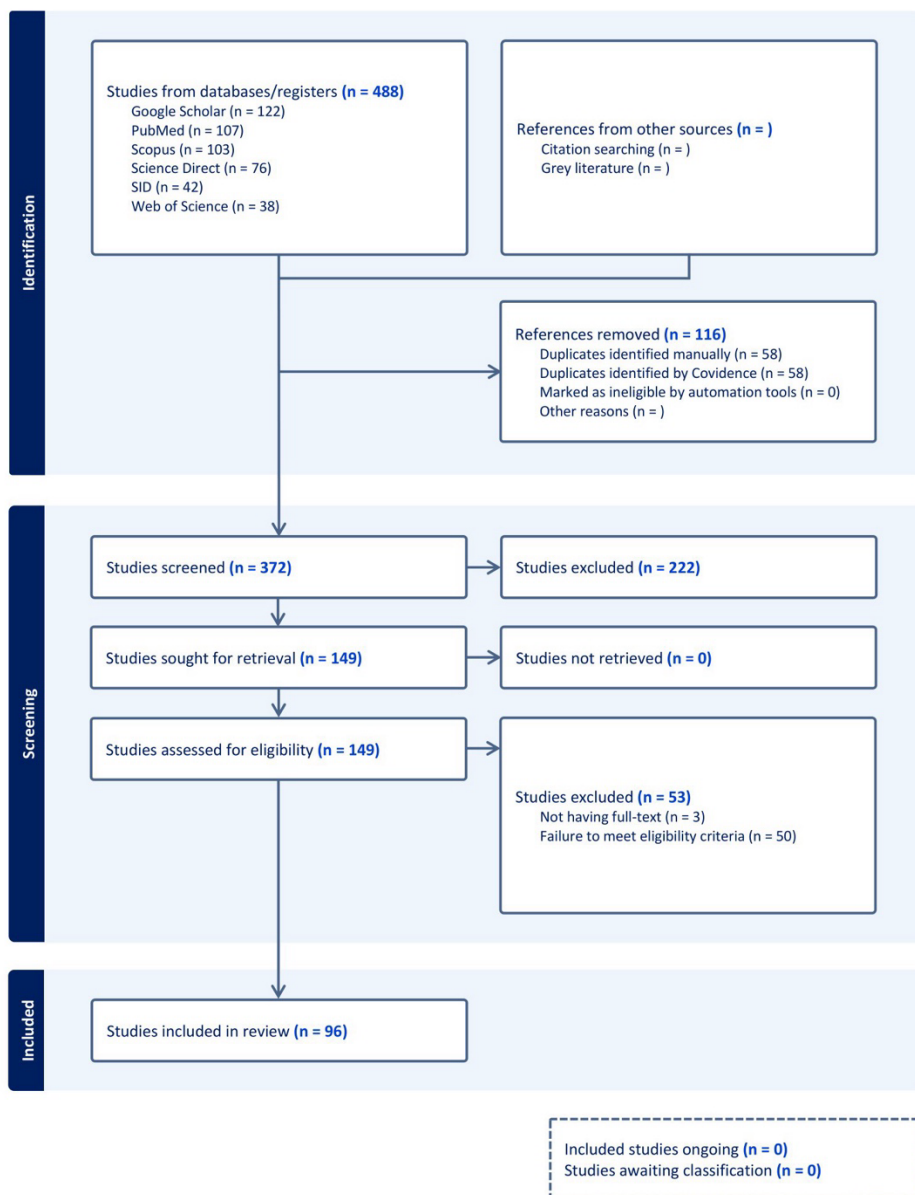 Identification
Studies from databases/registers (n = 488)
Google Scholar (n = 122)
PubMed (n = 107)
Scopus (n = 103)
Science Direct (n = 76)
SID (n = 42)
Web of Science (n = 38)
References from other sources (n = )
Citation searching (n = )
Grey literature (n = )
References removed (n = 116)
Duplicates identified manually (n = 58)
Duplicates identified by Covidence (n = 58)
Marked as ineligible by automation tools (n = 0)
Other reasons (n = )
Screening
Studies screened (n = 372)
Studies excluded (n = 222)
Studies sought for retrieval (n = 149)
Studies not retrieved (n = 0)
Studies assessed for eligibility (n = 149)
Studies excluded (n = 53)
Not having full-text (n = 3)
Failure to meet eligibility criteria (n = 50)
Included
Studies included in review (n = 96)
Included studies ongoing (n = 0)
Studies awaiting classification (n = 0)